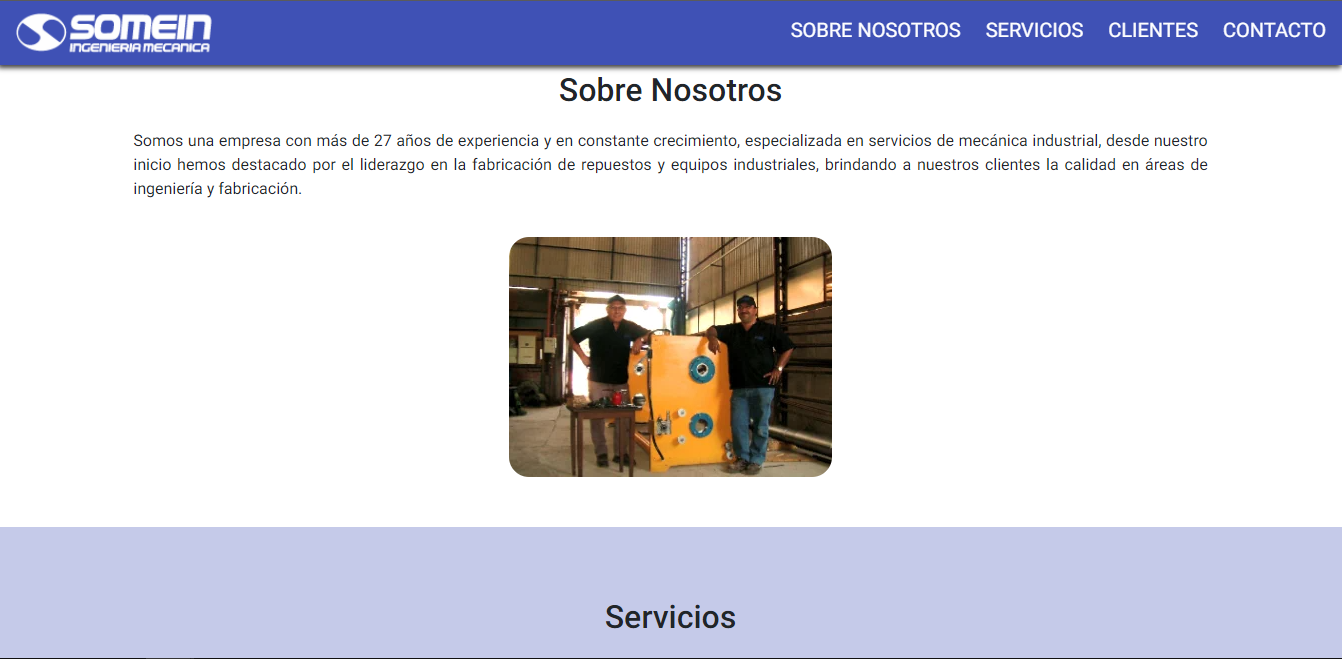 SOMEIN
INGENIERIA MECANICA
SOBRE NOSOTROS SERVICIOS CLIENTES CONTACTO
Sobre Nosotros
Somos una empresa con más de 27 años de experiencia y en constante crecimiento, especializada en servicios de mecánica industrial, desde nuestro
inicio hemos destacado por el liderazgo en la fabricación de repuestos y equipos industriales, brindando a nuestros clientes la calidad en áreas de
ingeniería y fabricación.
Servicios